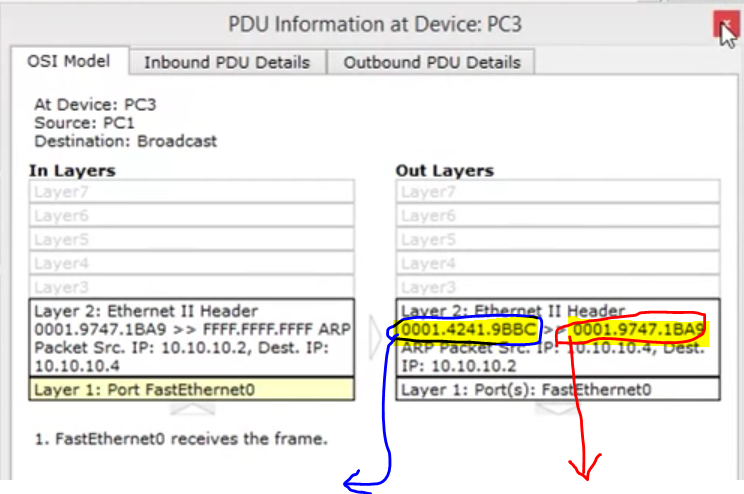 PDU Information at Device: PC3
OSI Model
Inbound PDU Details
Outbound PDU Details
At Device: PC3
Source: PC1
Destination: Broadcast
In Layers
Layer7
Layer6
Layer5
Layer4
Layer3
Layer 2: Ethernet II Header
0001.9747.1BA9 >> FFFF.FFFF.FFFF ARP
Packet Src. IP: 10.10.10.2, Dest. IP:
10.10.10.4
Layer 1: Port FastEthernet0
Out Layers
Layer7
Layer6
Layer5
Layer4
Layer3
Layer 2: Ethernet II Header
0001.4241.9BBC >> 0001.9747.1BA9
ARP Packet Src. IP: 10.10.10.4, Dest.
IP: 10.10.10.2
Layer 1: Port(s): FastEthernet0
1. FastEthernet0 receives the frame.